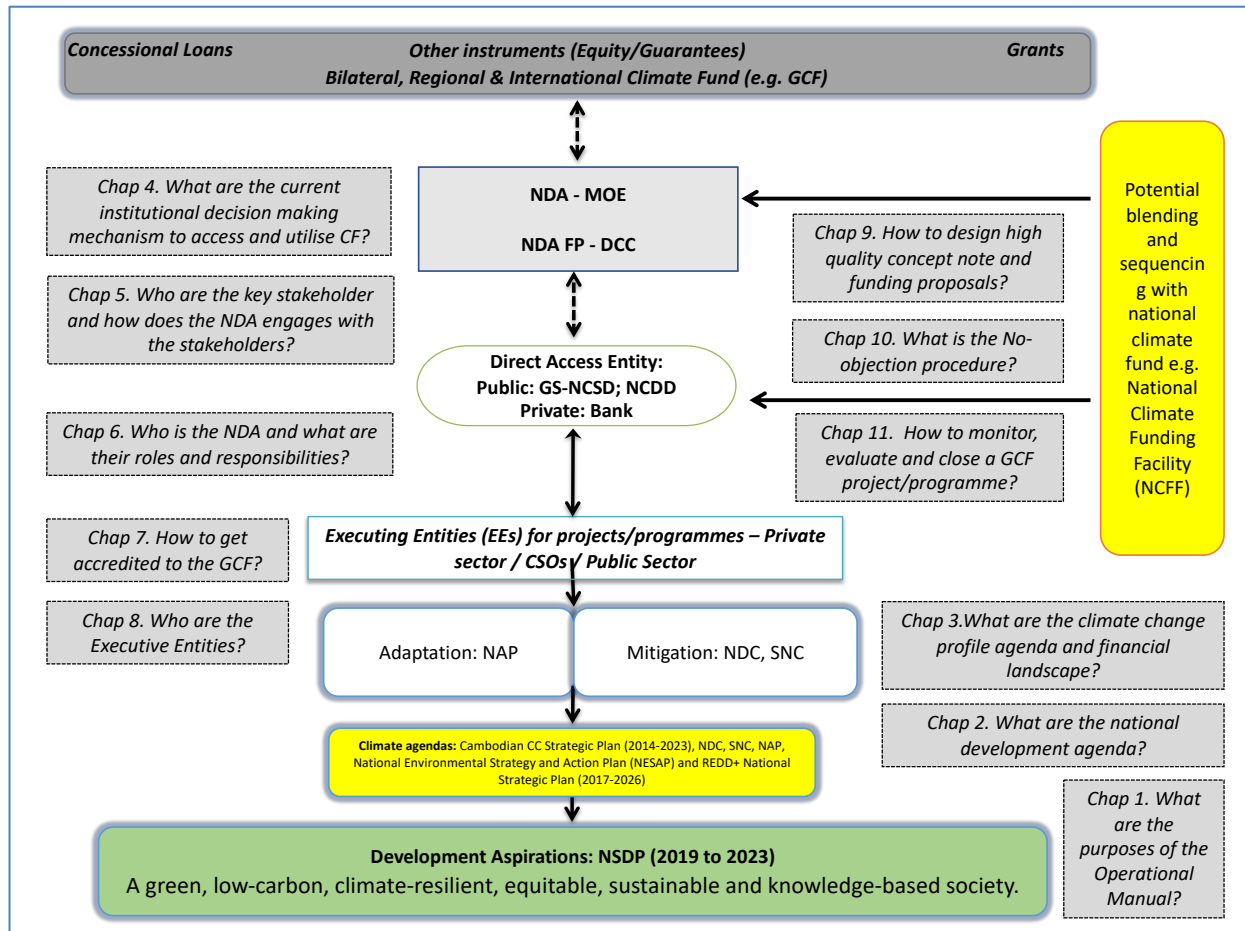 Concessional Loans Other instruments (Equity/Guarantees) Grants
Bilateral, Regional & International Climate Fund (e.g. GCF)
Chap 4. What are the current
institutional decision making
mechanism to access and utilise CF?
NDA - MOE
NDA FP - DCC
Chap 5. Who are the key stakeholder
and how does the NDA engages with
the stakeholders?
Direct Access Entity:
Public: GS-NCSD; NCDD
Private: Bank
Chap 6. Who is the NDA and what are
their roles and responsibilities?
Chap 9. How to design high
quality concept note and
funding proposals?
Chap 10. What is the No-
objection procedure?
Chap 11. How to monitor,
evaluate and close a GCF
project/programme?
Potential
blending
and
sequencin
g with
national
climate
fund e.g.
National
Climate
Funding
Facility
(NCFF)
Chap 7. How to get
accredited to the GCF?
Executing Entities (EEs) for projects/programmes – Private
sector / CSOs / Public Sector
Chap 8. Who are the
Executive Entities?
Adaptation: NAP
Mitigation: NDC, SNC
Chap 3.What are the climate change
profile agenda and financial
landscape?
Chap 2. What are the national
development agenda?
Climate agendas: Cambodian CC Strategic Plan (2014-2023), NDC, SNC, NAP,
National Environmental Strategy and Action Plan (NESAP) and REDD+ National
Strategic Plan (2017-2026)
Chap 1. What
are the
purposes of the
Operational
Manual?
Development Aspirations: NSDP (2019 to 2023)
A green, low-carbon, climate-resilient, equitable, sustainable and knowledge-based society.